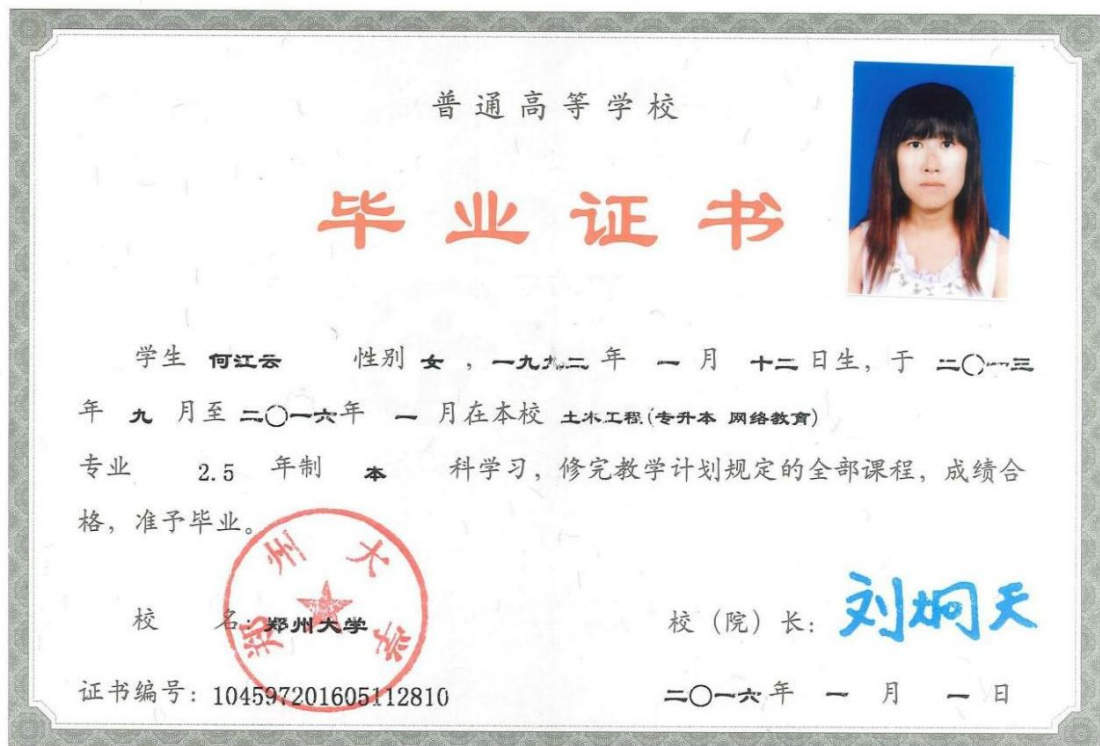 普通高等学校
毕业证书
学生 何江云 性别 女 ，一九九二 年 一 月 十二 日生，于 二〇一三
年 九 月至 二〇一六年 一 月在本校 土木工程(专升本 网络教育)
专业 2.5 年制 本 科学习，修完教学计划规定的全部课程，成绩合
格，准予毕业。
郑州大学
校 名：郑州大学 校（院）长：刘炯天
证书编号：104597201605112810 二〇一六年 一 月 一 日